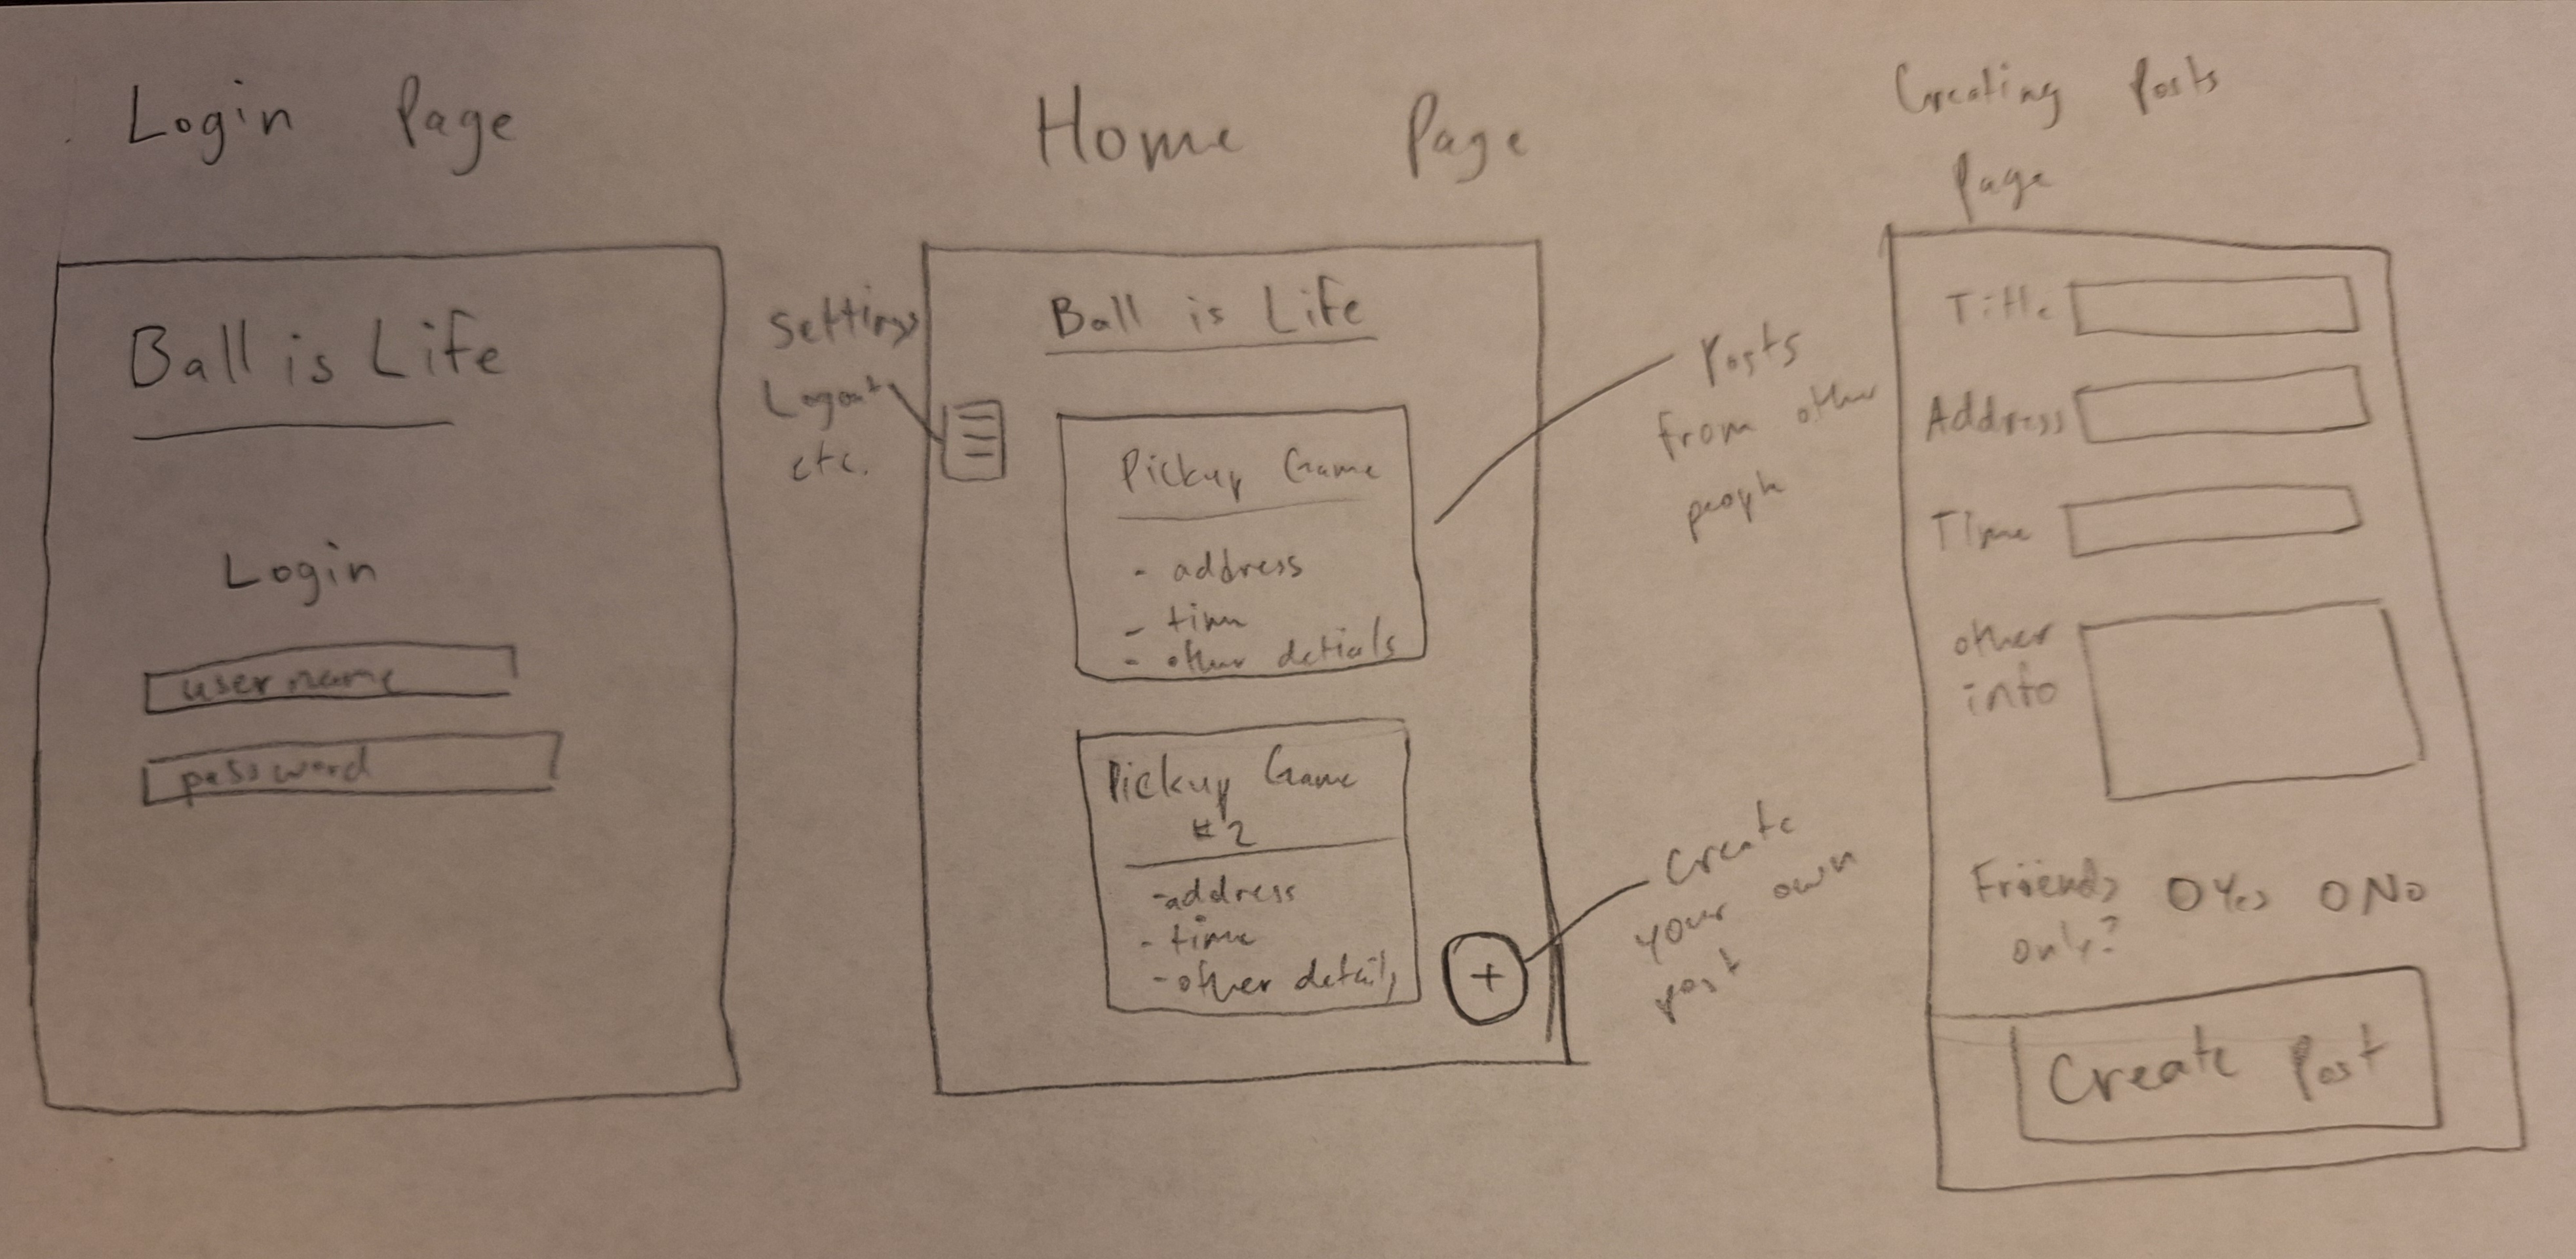 Login Page
Ball is Life
Login
username
password
Home Page
Settings
Logout
etc.
Ball is Life
Pickup Game
- address
- time
- other detials
Pickup Game
#2
- address
- time
- other details
+
Posts
from other
people
Create
your own
post
Creating Posts
Page
Title
Address
Time
other
info
Friends
only?
Yes
No
Create Post